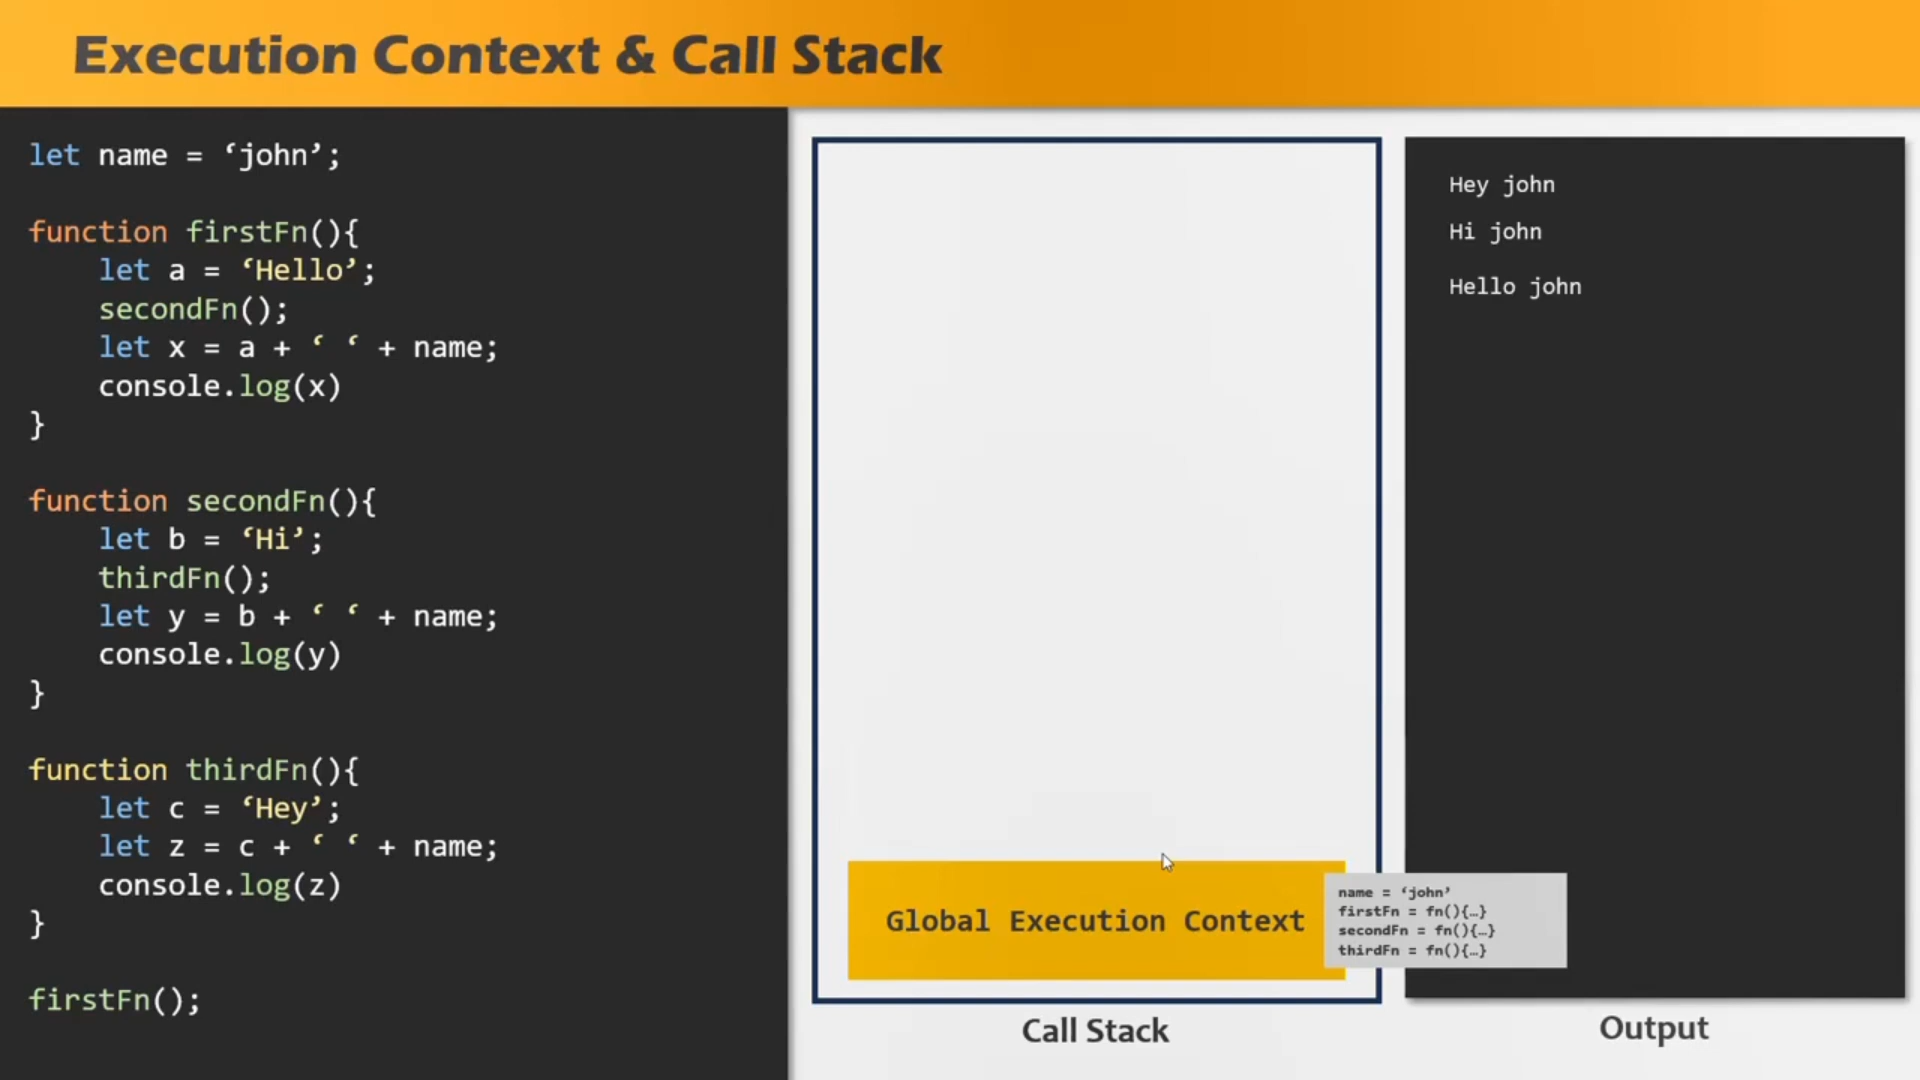 Execution Context & Call Stack
let name = ‘john’;
function firstFn(){
let a = ‘Hello’;
secondFn();
let x = a + ‘ ‘ + name;
console.log(x)
}
function secondFn(){
let b = ‘Hi’;
thirdFn();
let y = b + ‘ ‘ + name;
console.log(y)
}
function thirdFn(){
let c = ‘Hey’;
let z = c + ‘ ‘ + name;
console.log(z)
}
firstFn();
Global Execution Context
name = ‘john’
firstFn = fn(){…}
secondFn = fn(){…}
thirdFn = fn(){…}
Call Stack
Hey john
Hi john
Hello john
Output